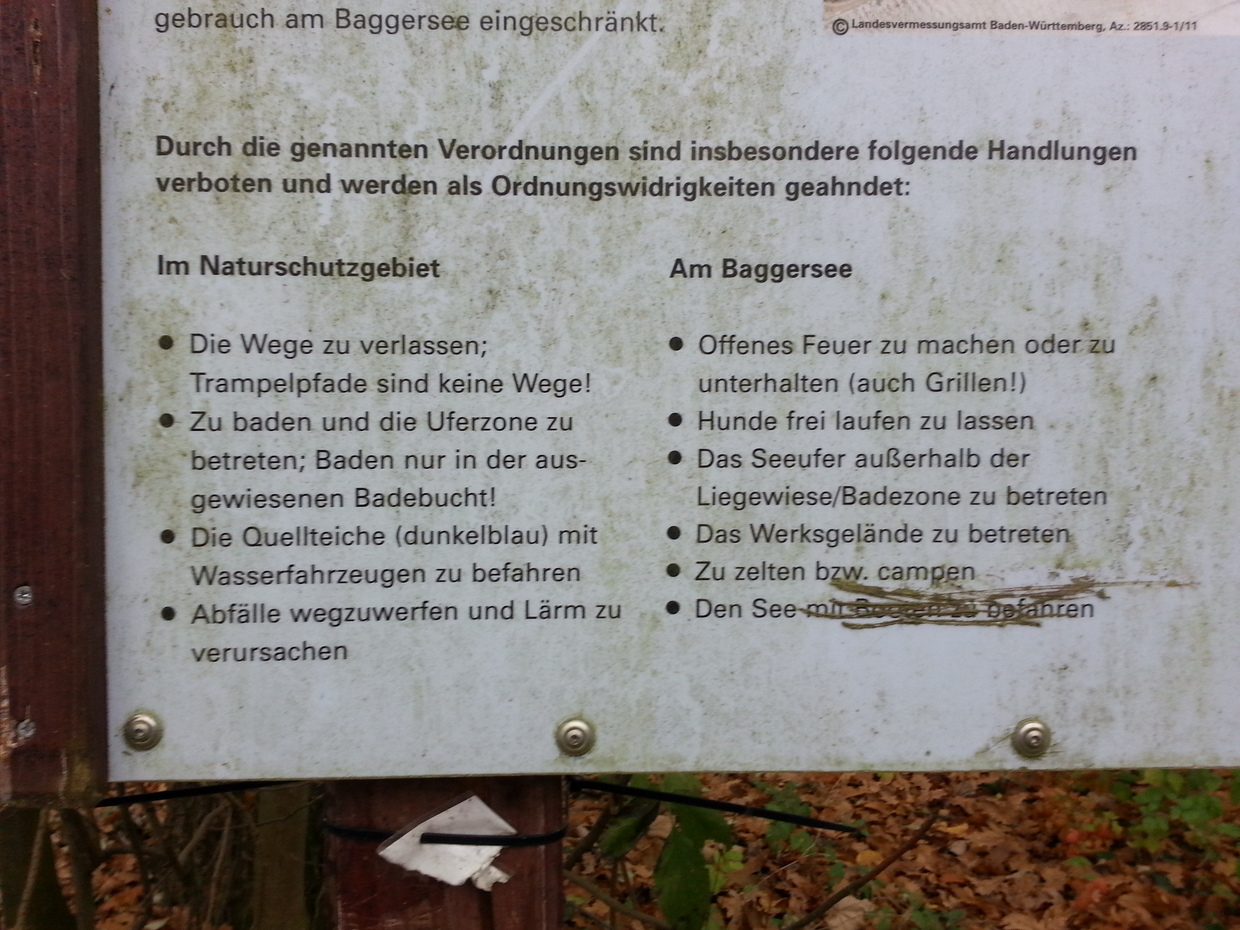 gebrauch am Baggersee eingeschränkt.
© Landesvermessungsamt Baden-Württemberg, Az.: 2851.9-1/11
Durch die genannten Verordnungen sind insbesondere folgende Handlungen
verboten und werden als Ordnungswidrigkeiten geahndet:
Im Naturschutzgebiet
● Die Wege zu verlassen;
Trampelpfade sind keine Wege!
● Zu baden und die Uferzone zu
betreten; Baden nur in der aus-
gewiesenen Badebucht!
● Die Quellteiche (dunkelblau) mit
Wasserfahrzeugen zu befahren
● Abfälle wegzuwerfen und Lärm zu
verursachen
Am Baggersee
● Offenes Feuer zu machen oder zu
unterhalten (auch Grillen!)
● Hunde frei laufen zu lassen
● Das Seeufer außerhalb der
Liegewiese/Badezone zu betreten
● Das Werksgelände zu betreten
● Zu zelten bzw. campen
● Den See mit Booten zu befahren